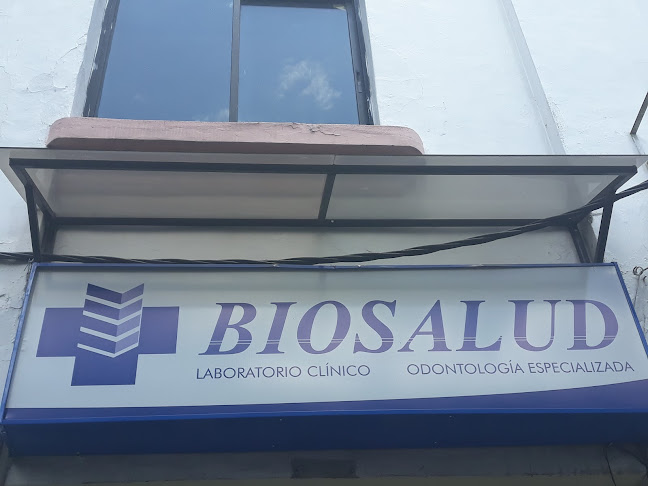 BIOSALUD
LABORATORIO CLÍNICO ODONTOLOGÍA ESPECIALIZADA